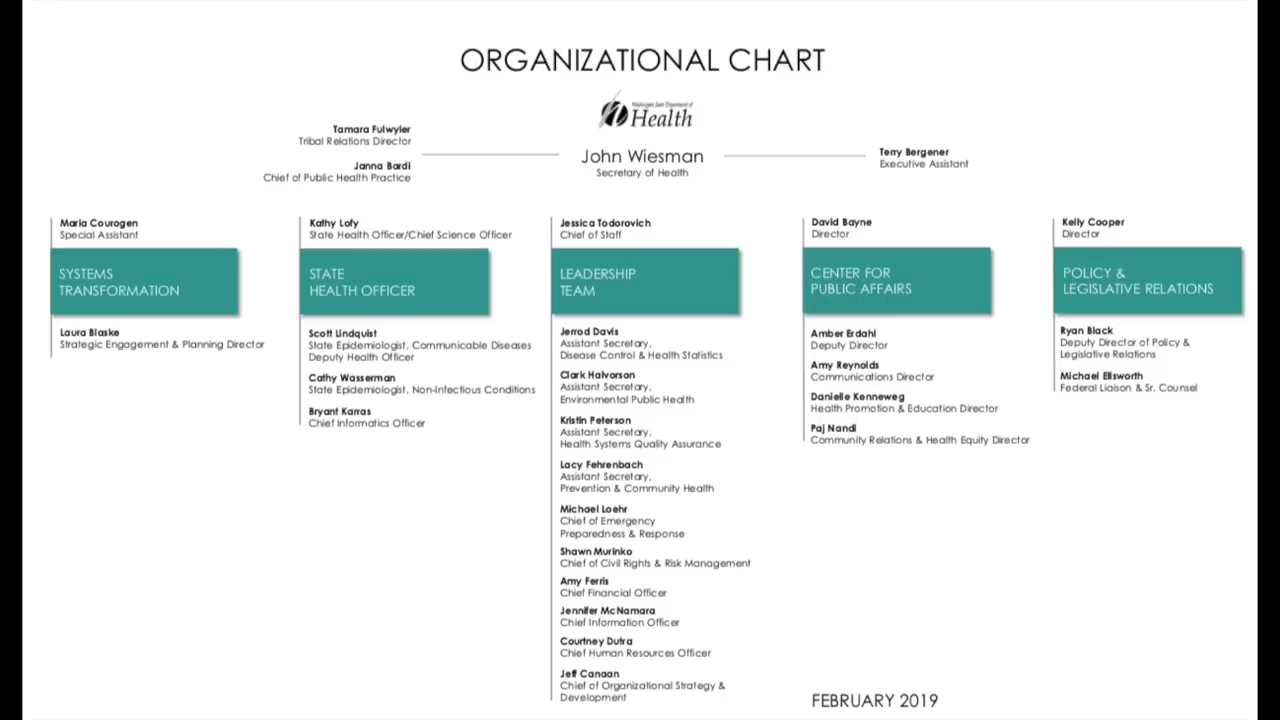 ORGANIZATIONAL CHART
Washington State Department of
Health
Tamara Fulwyler
Tribal Relations Director
Janna Bardi
Chief of Public Health Practice
John Wiesman
Secretary of Health
Terry Bergener
Executive Assistant
Maria Courogen
Special Assistant
SYSTEMS
TRANSFORMATION
Laura Blaske
Strategic Engagement & Planning Director
Kathy Lofy
State Health Officer/Chief Science Officer
STATE
HEALTH OFFICER
Scott Lindquist
State Epidemiologist, Communicable Diseases
Deputy Health Officer
Cathy Wasserman
State Epidemiologist, Non-Infectious Conditions
Bryant Karras
Chief Informatics Officer
Jessica Todorovich
Chief of Staff
LEADERSHIP
TEAM
Jerrod Davis
Assistant Secretary,
Disease Control & Health Statistics
Clark Halvorson
Assistant Secretary,
Environmental Public Health
Kristin Peterson
Assistant Secretary,
Health Systems Quality Assurance
Lacy Fehrenbach
Assistant Secretary,
Prevention & Community Health
Michael Loehr
Chief of Emergency
Preparedness & Response
Shawn Murinko
Chief of Civil Rights & Risk Management
Amy Ferris
Chief Financial Officer
Jennifer McNamara
Chief Information Officer
Courtney Dutra
Chief Human Resources Officer
Jeff Canaan
Chief of Organizational Strategy &
Development
David Bayne
Director
CENTER FOR
PUBLIC AFFAIRS
Amber Erdahl
Deputy Director
Amy Reynolds
Communications Director
Danielle Kenneweg
Health Promotion & Education Director
Paj Nandi
Community Relations & Health Equity Director
Kelly Cooper
Director
POLICY &
LEGISLATIVE RELATIONS
Ryan Black
Deputy Director of Policy &
Legislative Relations
Michael Ellsworth
Federal Liaison & Sr. Counsel
FEBRUARY 2019